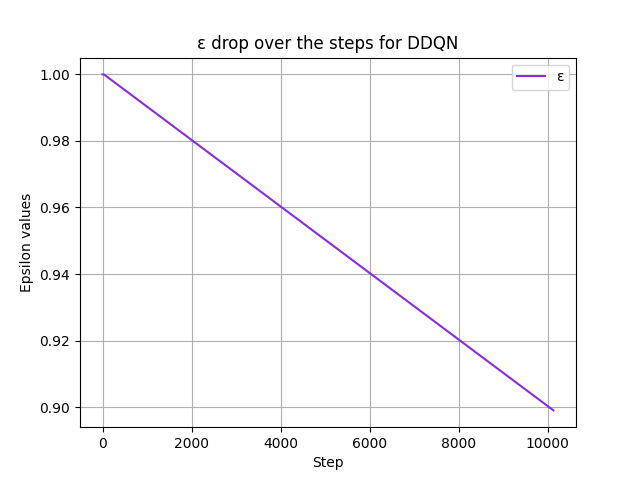 ε drop over the steps for DDQN
ε
1.00
0.98
0.96
0.94
0.92
0.90
Epsilon values
0 2000 4000 6000 8000 10000
Step